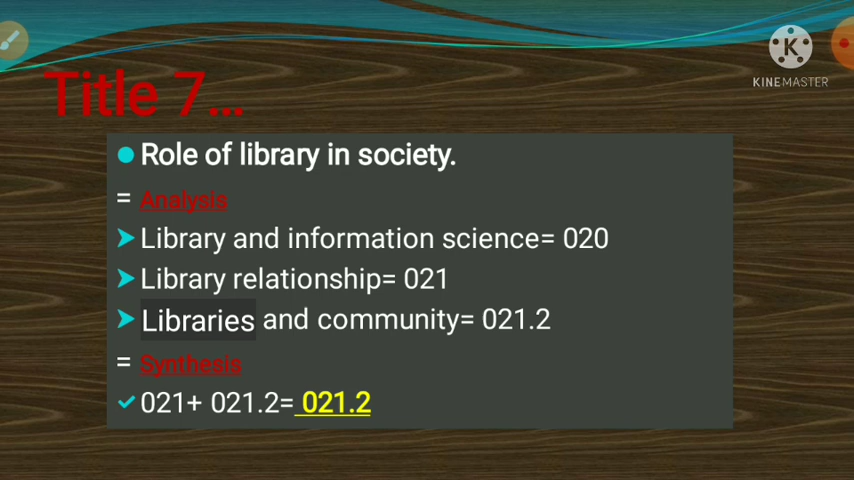 KINEMASTER
Title 7...
Role of library in society.
= Analysis
Library and information science= 020
Library relationship= 021
Libraries and community= 021.2
= Synthesis
021+ 021.2= 021.2